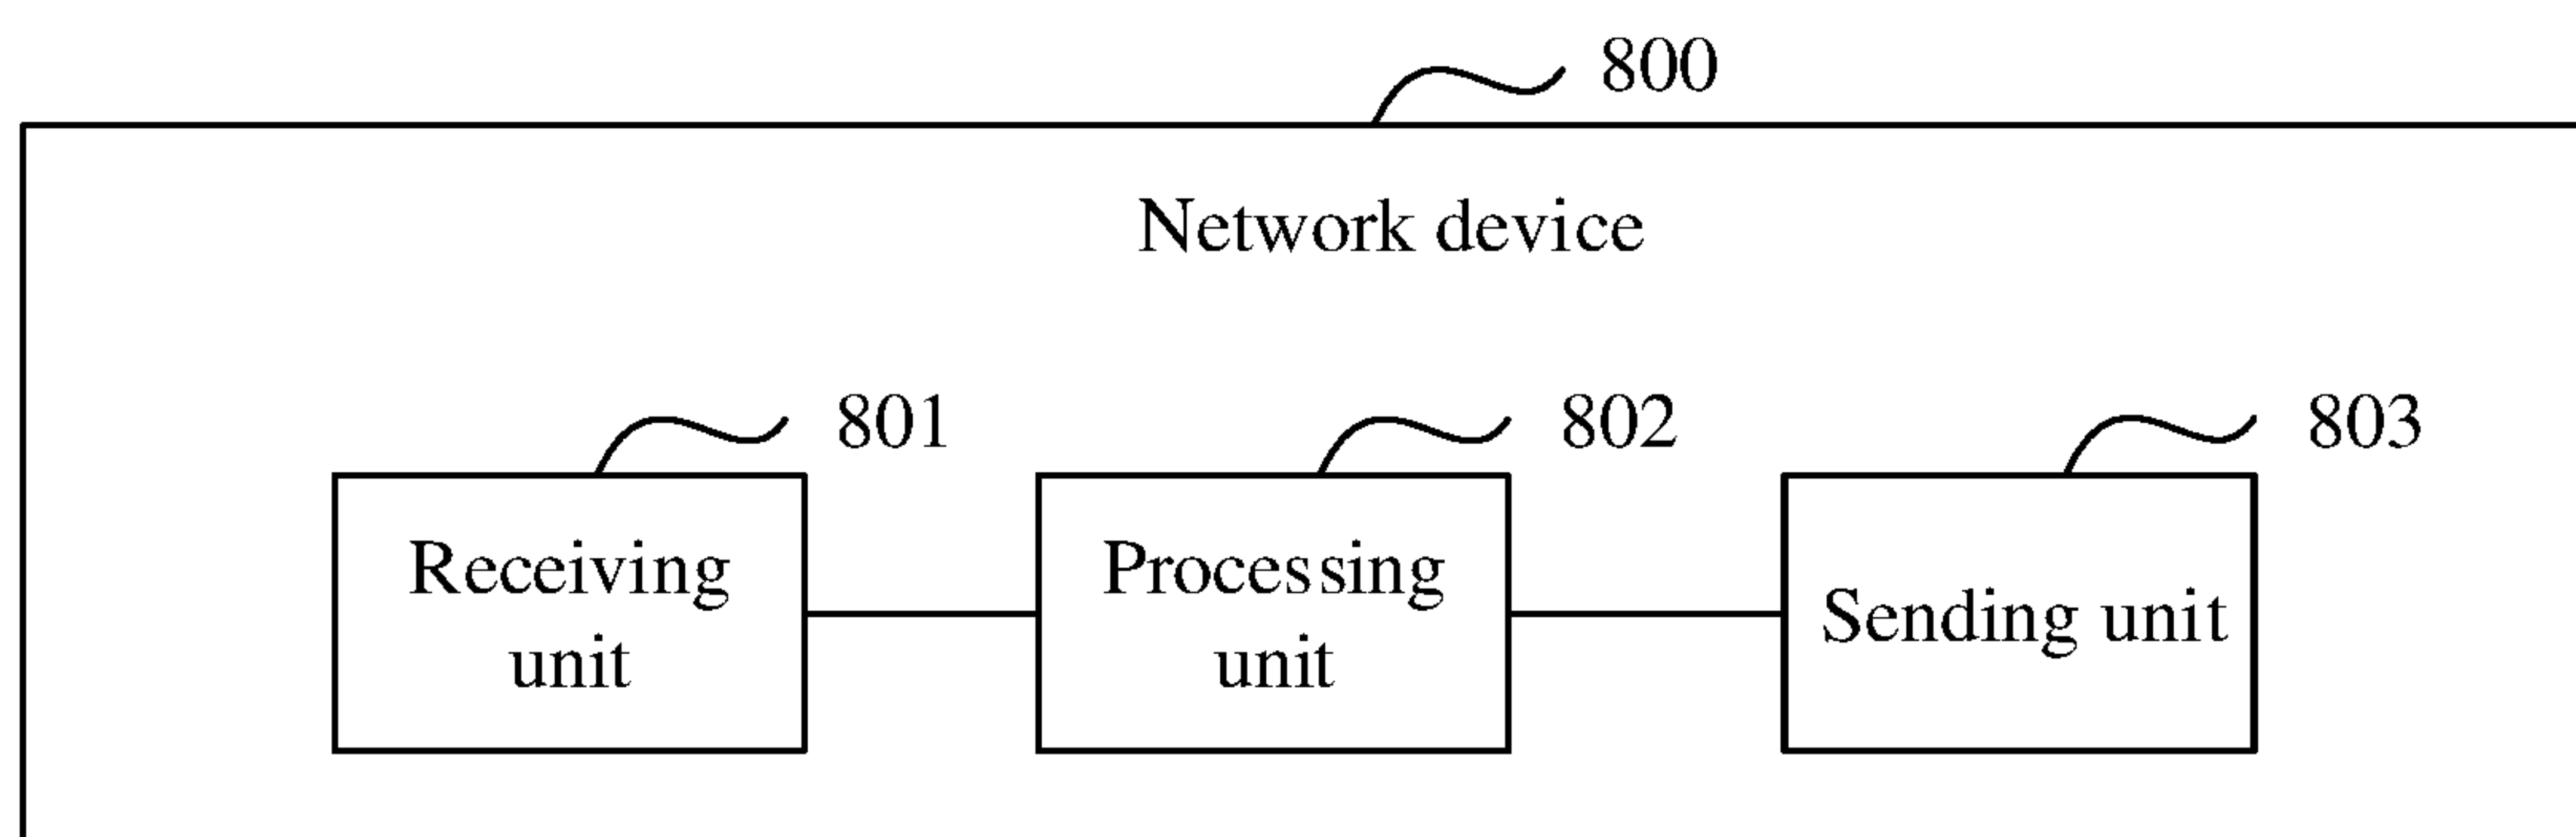 800
Network device
801
802
803
Receiving
unit
Processing
unit
Sending unit